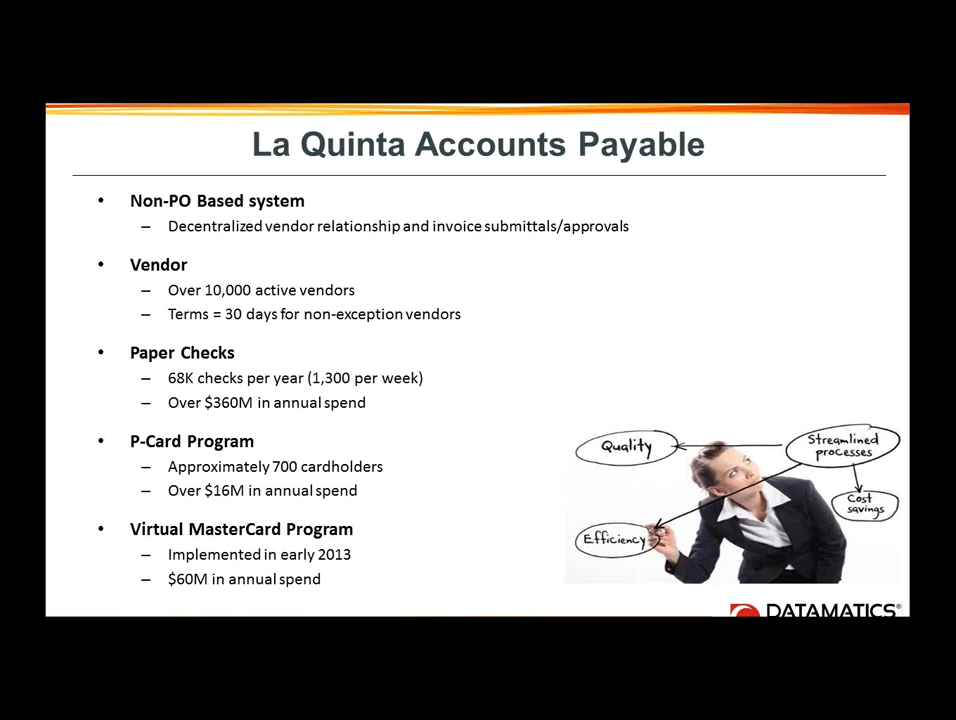 La Quinta Accounts Payable
• Non-PO Based system
– Decentralized vendor relationship and invoice submittals/approvals
• Vendor
– Over 10,000 active vendors
– Terms = 30 days for non-exception vendors
• Paper Checks
– 68K checks per year (1,300 per week)
– Over $360M in annual spend
• P-Card Program
– Approximately 700 cardholders
– Over $16M in annual spend
• Virtual MasterCard Program
– Implemented in early 2013
– $60M in annual spend
Quality
Streamlined
processes
Cost
savings
Efficiency
DATAMATICS®